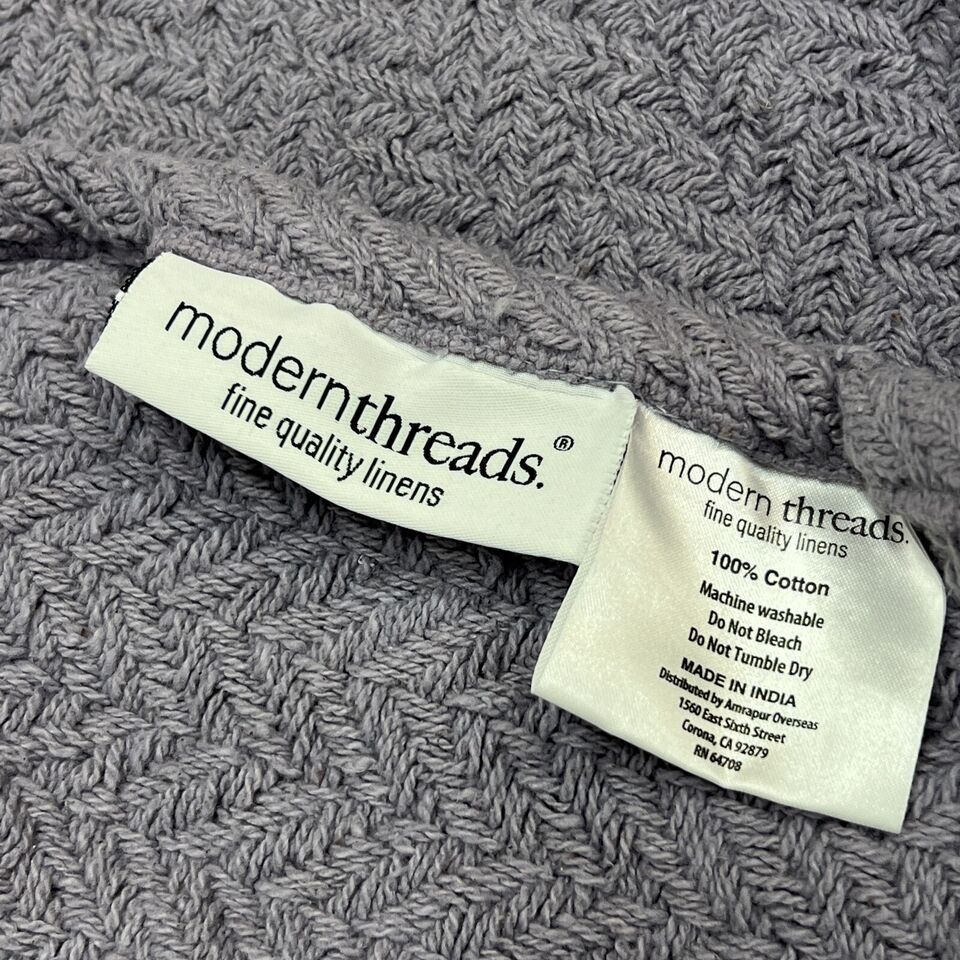 modernthreads.®
fine quality linens
modern threads.
fine quality linens
100% Cotton
Machine washable
Do Not Bleach
Do Not Tumble Dry
MADE IN INDIA
Distributed by Amrapur Overseas
1560 East Sixth Street
Corona, CA 92879
RN 64708